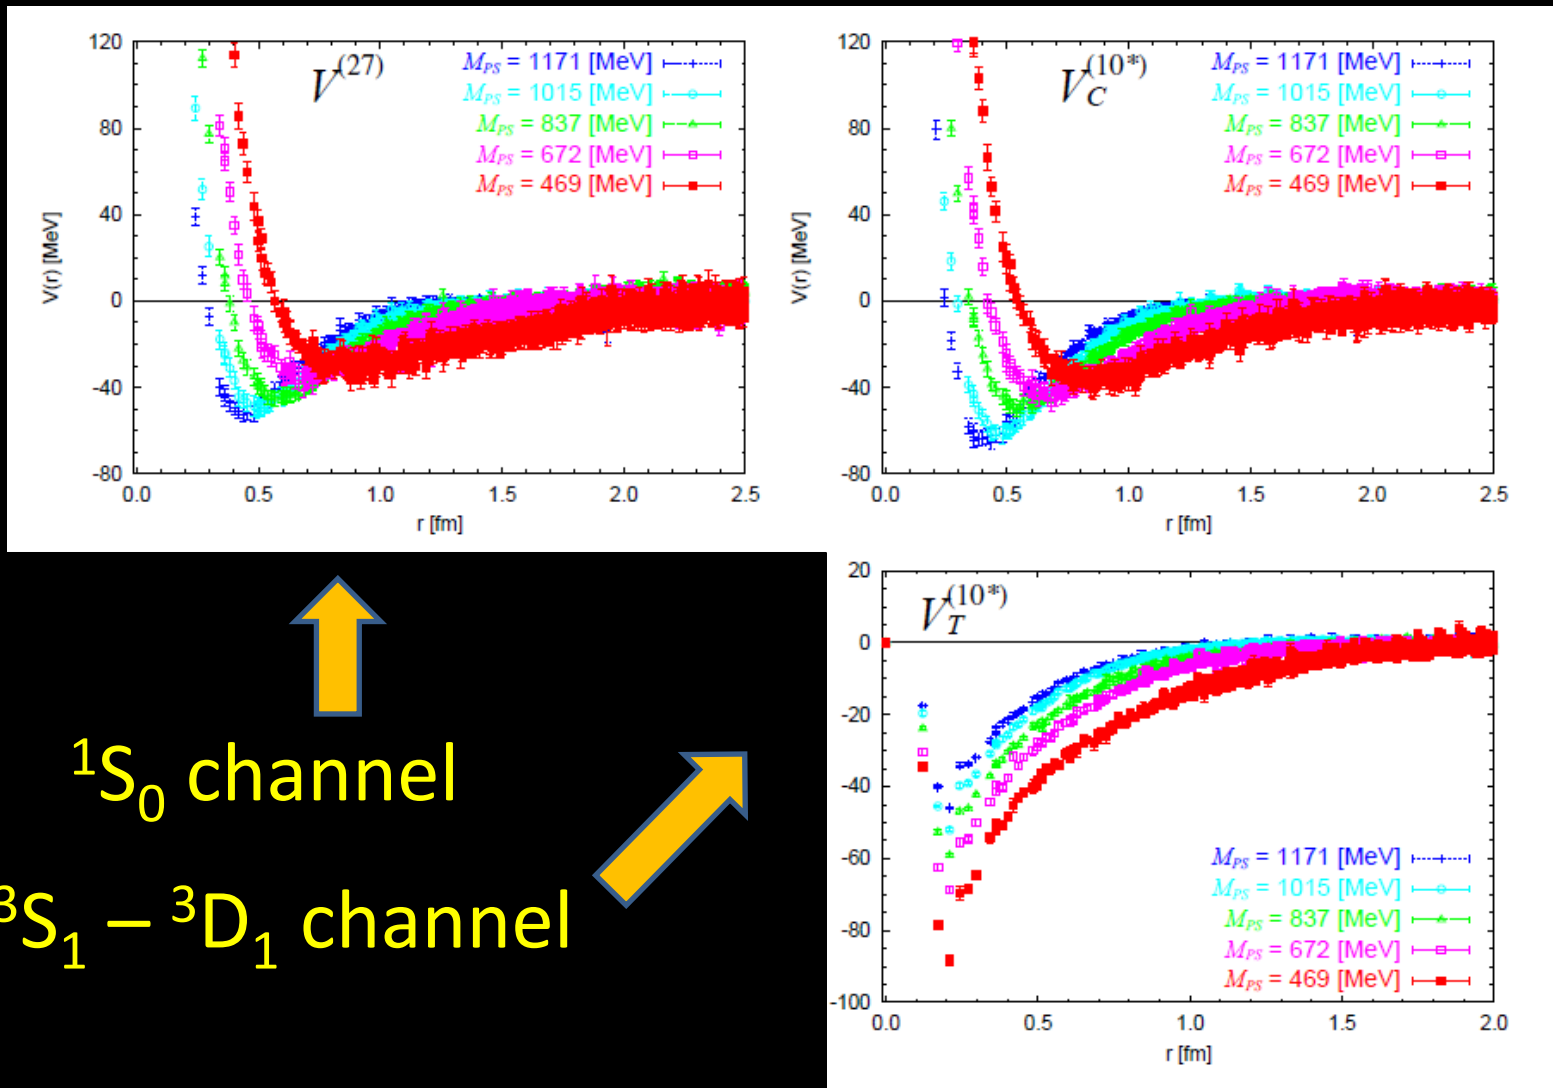 V^(27)
M_PS = 1171 [MeV]
M_PS = 1015 [MeV]
M_PS = 837 [MeV]
M_PS = 672 [MeV]
M_PS = 469 [MeV]
120
80
40
0
-40
-80
V(r) [MeV]
0.0 0.5 1.0 1.5 2.0 2.5
r [fm]
V_C^(10*)
M_PS = 1171 [MeV]
M_PS = 1015 [MeV]
M_PS = 837 [MeV]
M_PS = 672 [MeV]
M_PS = 469 [MeV]
120
80
40
0
-40
-80
V(r) [MeV]
0.0 0.5 1.0 1.5 2.0 2.5
r [fm]
¹S₀ channel
³S₁ – ³D₁ channel
V_T^(10*)
20
0
-20
-40
-60
-80
-100
M_PS = 1171 [MeV]
M_PS = 1015 [MeV]
M_PS = 837 [MeV]
M_PS = 672 [MeV]
M_PS = 469 [MeV]
0.0 0.5 1.0 1.5 2.0
r [fm]